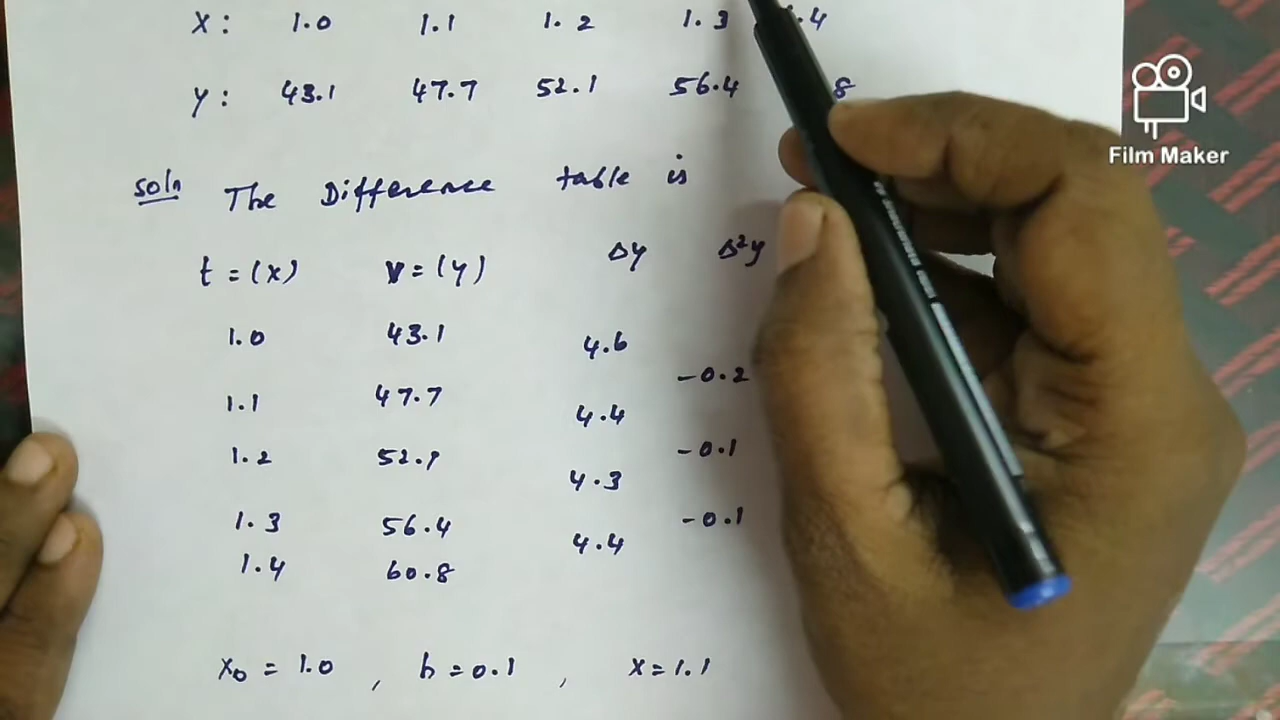 x: 1.0 1.1 1.2 1.3 .4
y: 43.1 47.7 52.1 56.4 8
Film Maker
Soln The Difference table is
t = (x) v = (y) Δy Δ²y
1.0 43.1 4.6
-0.2
1.1 47.7 4.4
-0.1
1.2 52.1 4.3
-0.1
1.3 56.4 4.4
1.4 60.8
x₀ = 1.0 , h = 0.1 , x = 1.1